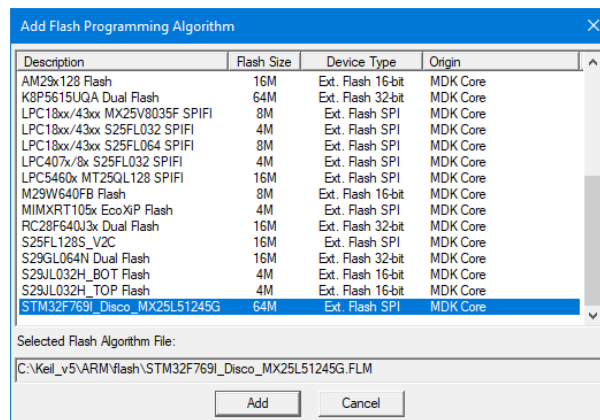 Add Flash Programming Algorithm
Description Flash Size Device Type Origin
AM29x128 Flash 16M Ext. Flash 16-bit MDK Core
K8P5615UQA Dual Flash 64M Ext. Flash 32-bit MDK Core
LPC18xx/43xx MX25V8035F SPIFI 8M Ext. Flash SPI MDK Core
LPC18xx/43xx S25FL032 SPIFI 4M Ext. Flash SPI MDK Core
LPC18xx/43xx S25FL064 SPIFI 8M Ext. Flash SPI MDK Core
LPC407x/8x S25FL032 SPIFI 4M Ext. Flash SPI MDK Core
LPC5460x MT25QL128 SPIFI 16M Ext. Flash SPI MDK Core
M29W640FB Flash 8M Ext. Flash 16-bit MDK Core
MIMXRT105x EcoXiP Flash 4M Ext. Flash SPI MDK Core
RC28F640J3x Dual Flash 16M Ext. Flash 32-bit MDK Core
S25FL128S_V2C 16M Ext. Flash SPI MDK Core
S29GL064N Dual Flash 16M Ext. Flash 32-bit MDK Core
S29JL032H_BOT Flash 4M Ext. Flash 16-bit MDK Core
S29JL032H_TOP Flash 4M Ext. Flash 16-bit MDK Core
STM32F769I_Disco_MX25L51245G 64M Ext. Flash SPI MDK Core
Selected Flash Algorithm File:
C:\Keil_v5\ARM\flash\STM32F769I_Disco_MX25L51245G.FLM
Add Cancel